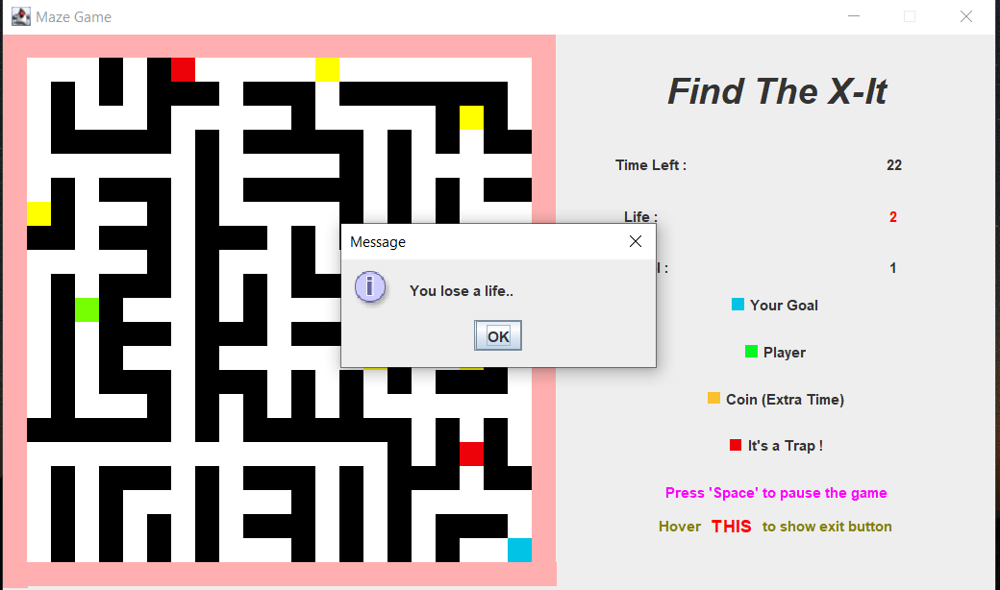 Maze Game
Find The X-It
Time Left : 22
Life : 2
l : 1
Message
You lose a life..
OK
Your Goal
Player
Coin (Extra Time)
It's a Trap !
Press 'Space' to pause the game
Hover THIS to show exit button